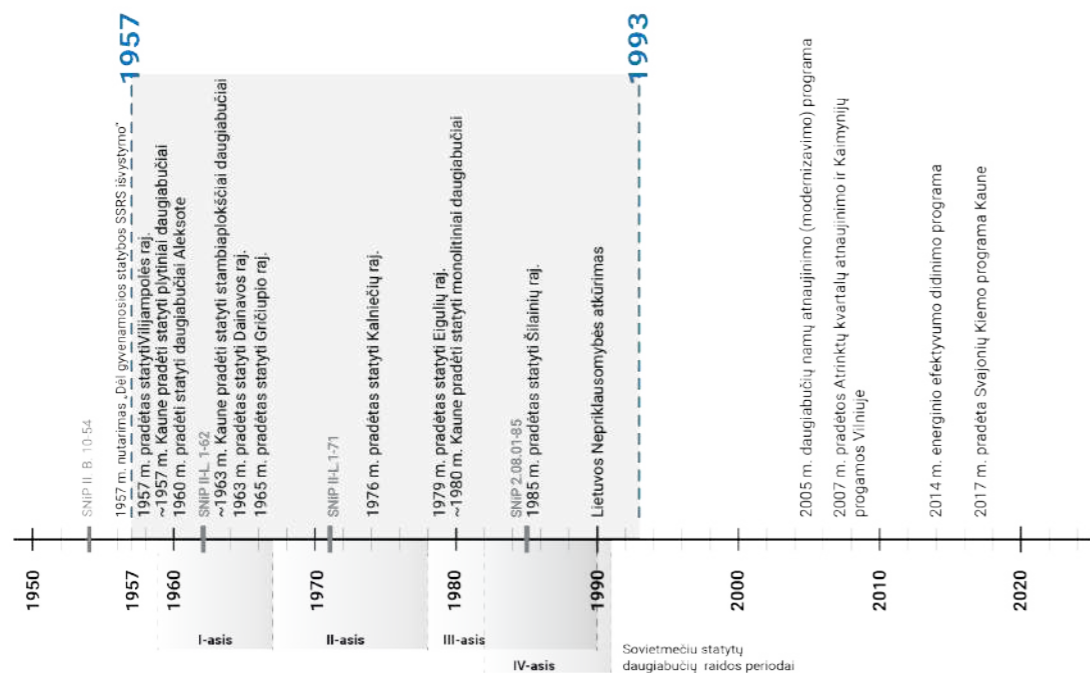 1957
1993
SNiP II. B. 10-54
1957 m. nutarimas „Dėl gyvenamosios statybos SSRS išvystymo"
1957 m. pradėtas statytiVilijampolės raj.
~1957 m. Kaune pradėti statyti plytiniai daugiabučiai
1960 m. pradėti statyti daugiabučiai Aleksote
SNiP II-L. 1-62
~1963 m. Kaune pradėti statyti stambiaplokščiai daugiabučiai
1963 m. pradėtas statyti Dainavos raj.
1965 m. pradėtas statyti Gričiupio raj.
SNiP II-L.1-71
1976 m. pradėtas statyti Kalniečių raj.
1979 m. pradėtas statyti Eigulių raj.
~1980 m. Kaune pradėti statyti monolitiniai daugiabučiai
SNiP 2.08.01-85
1985 m. pradėtas statyti Šilainių raj.
Lietuvos Nepriklausomybės atkūrimas
2005 m. daugiabučių namų atnaujinimo (modernizavimo) programa
2007 m. pradėtos Atrinktų kvartalų atnaujinimo ir Kaimynijų
progamos Vilniuje
2014 m. energinio efektyvumo didinimo programa
2017 m. pradėta Svajonių Kiemo programa Kaune
1950
1957
1960
1970
1980
1990
2000
2010
2020
I-asis
II-asis
III-asis
IV-asis
Sovietmečiu statytų
daugiabučių raidos periodai